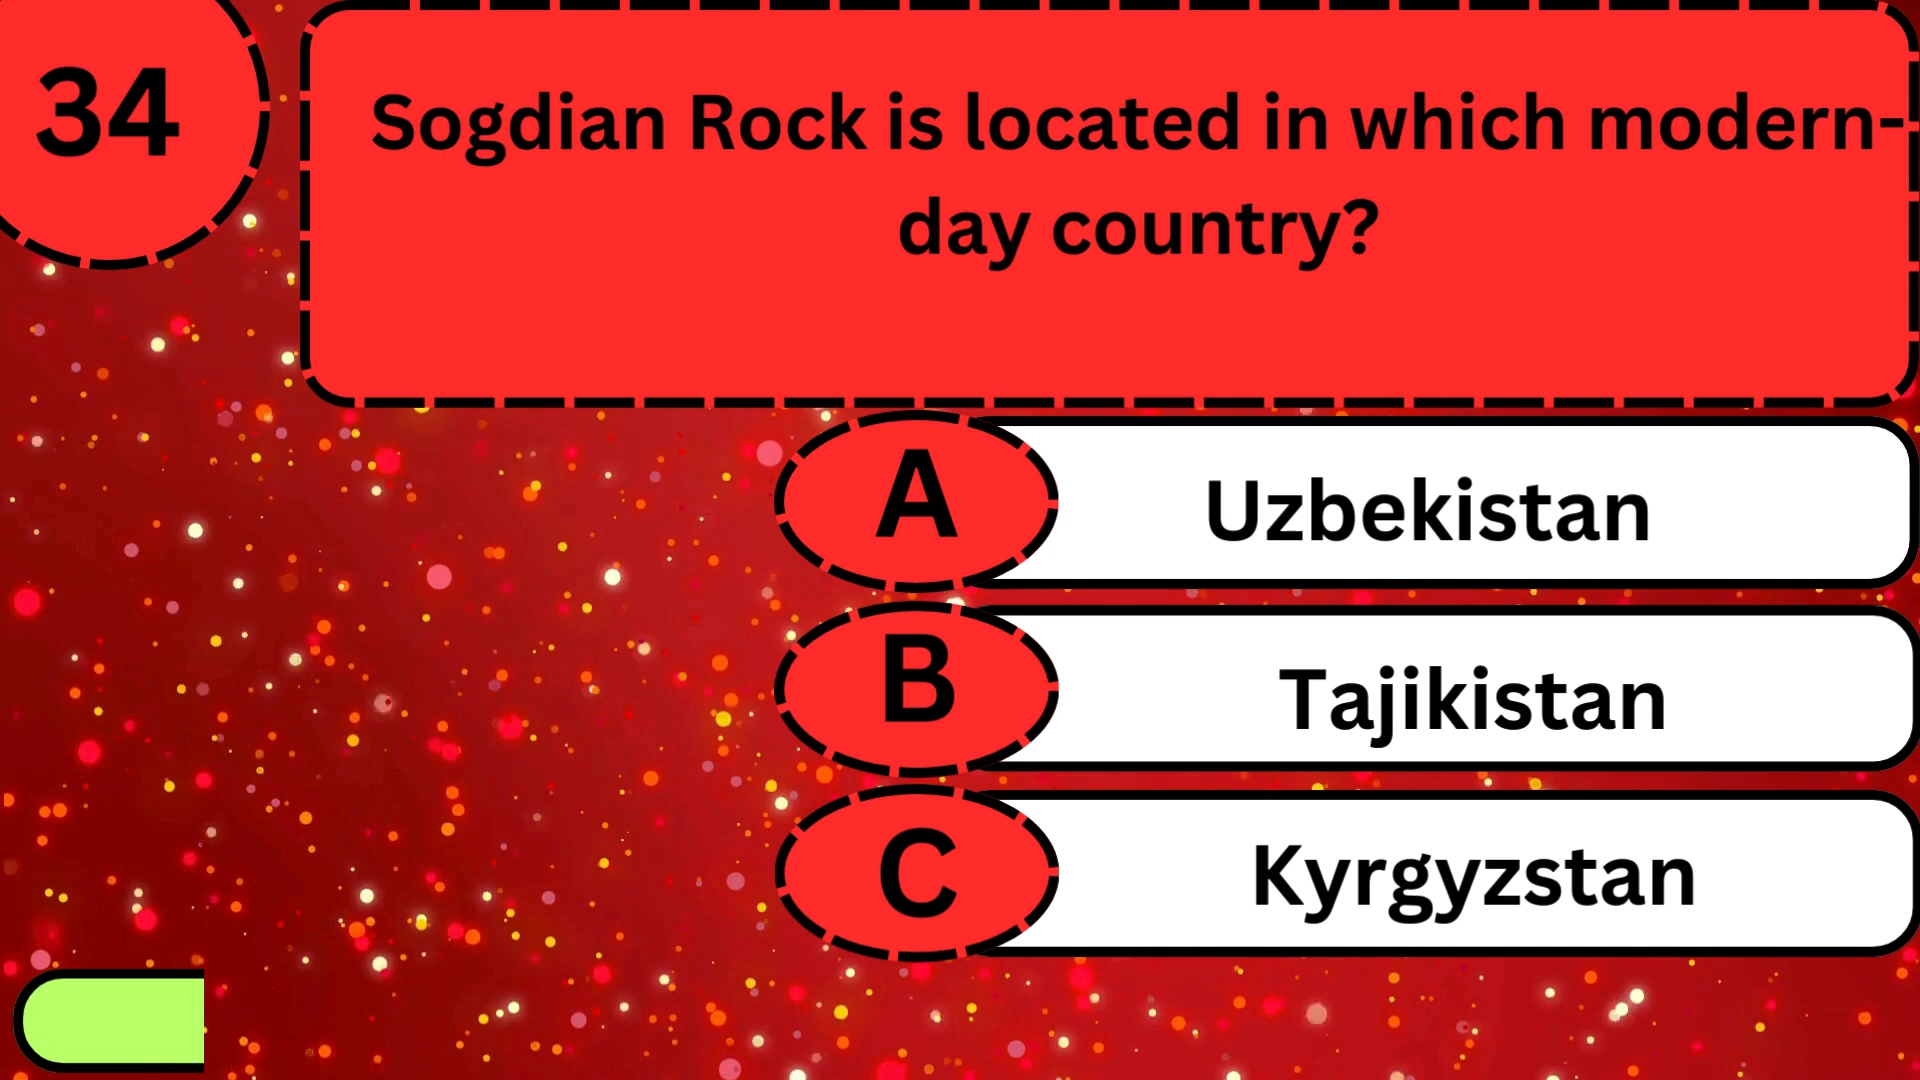 34
Sogdian Rock is located in which modern-
day country?
A
Uzbekistan
B
Tajikistan
C
Kyrgyzstan